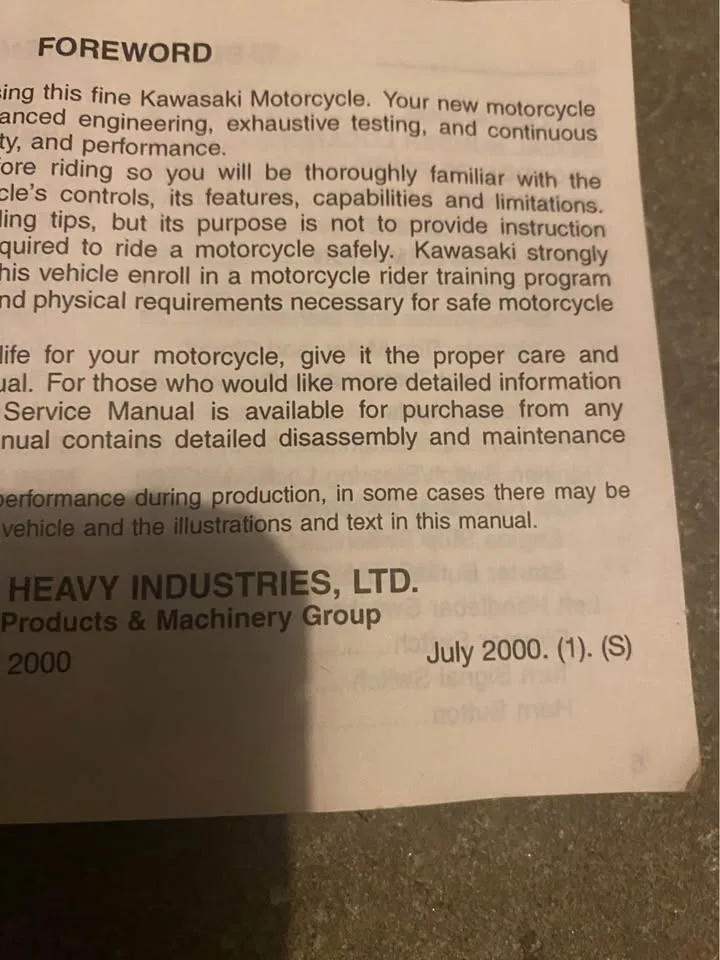 FOREWORD
sing this fine Kawasaki Motorcycle. Your new motorcycle
anced engineering, exhaustive testing, and continuous
ty, and performance.
ore riding so you will be thoroughly familiar with the
cle's controls, its features, capabilities and limitations.
ling tips, but its purpose is not to provide instruction
quired to ride a motorcycle safely. Kawasaki strongly
his vehicle enroll in a motorcycle rider training program
nd physical requirements necessary for safe motorcycle
life for your motorcycle, give it the proper care and
ual. For those who would like more detailed information
Service Manual is available for purchase from any
nual contains detailed disassembly and maintenance
performance during production, in some cases there may be
vehicle and the illustrations and text in this manual.
HEAVY INDUSTRIES, LTD.
Products & Machinery Group
2000
July 2000. (1). (S)